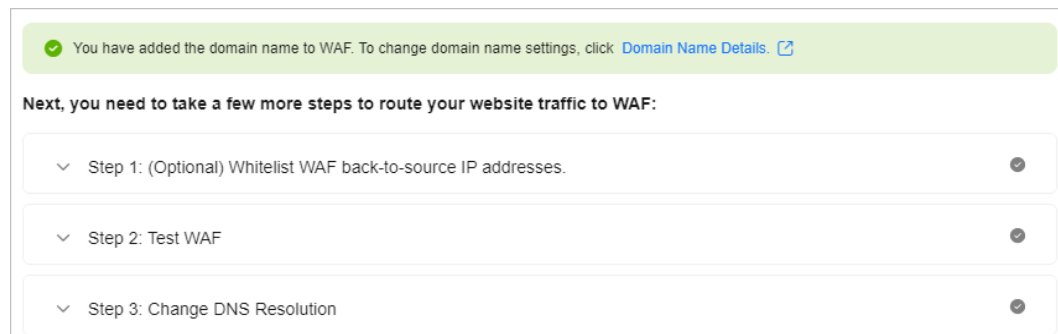 You have added the domain name to WAF. To change domain name settings, click Domain Name Details.
Next, you need to take a few more steps to route your website traffic to WAF:
Step 1: (Optional) Whitelist WAF back-to-source IP addresses.
Step 2: Test WAF
Step 3: Change DNS Resolution